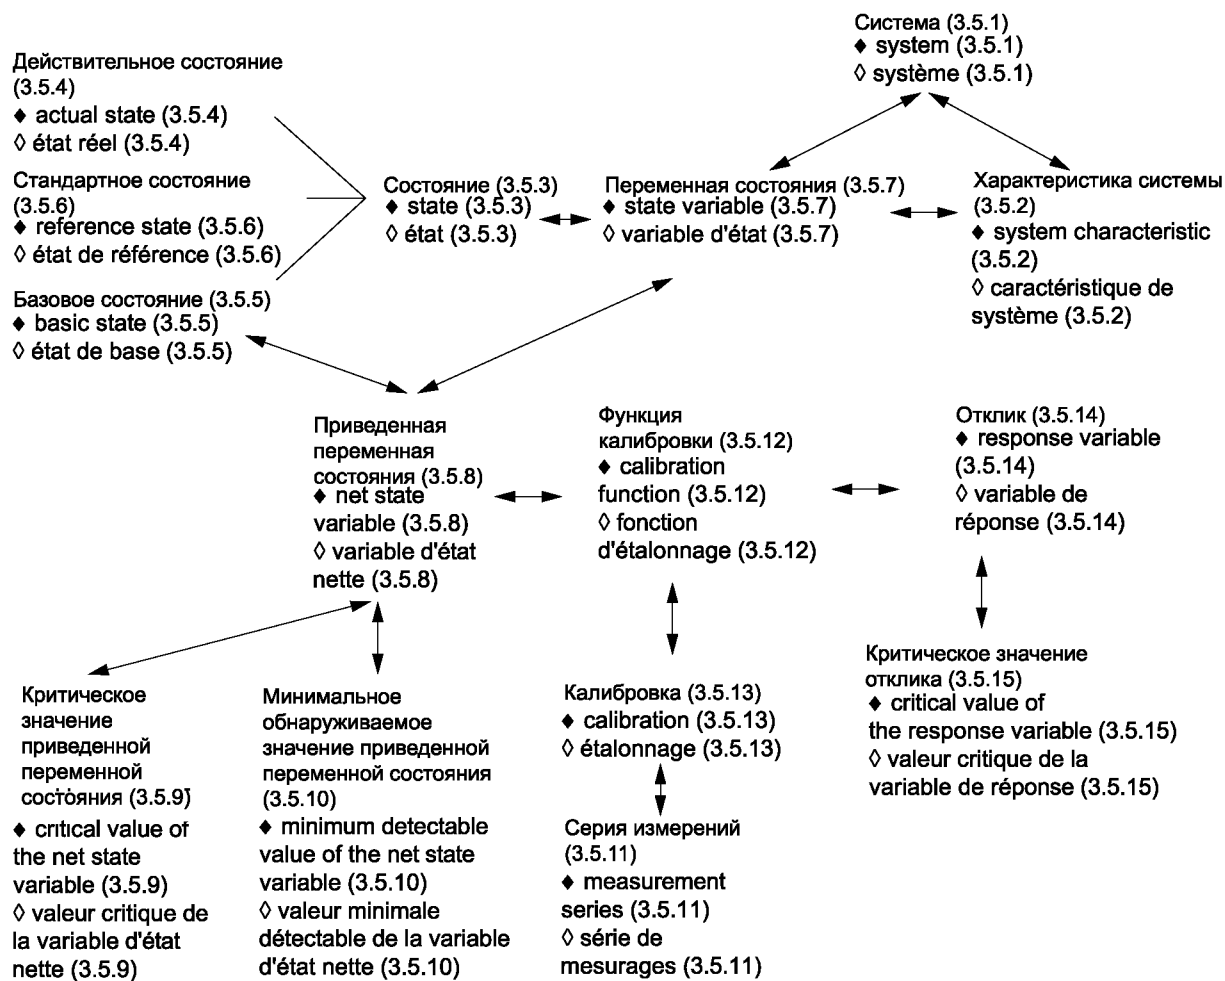 Система (3.5.1)
♦ system (3.5.1)
◊ système (3.5.1)
Действительное состояние
(3.5.4)
♦ actual state (3.5.4)
◊ état réel (3.5.4)
Стандартное состояние
(3.5.6)
♦ reference state (3.5.6)
◊ état de référence (3.5.6)
Базовое состояние (3.5.5)
♦ basic state (3.5.5)
◊ état de base (3.5.5)
Состояние (3.5.3)
♦ state (3.5.3)
◊ état (3.5.3)
Переменная состояния (3.5.7)
♦ state variable (3.5.7)
◊ variable d'état (3.5.7)
Характеристика системы
(3.5.2)
♦ system characteristic
(3.5.2)
◊ caractéristique de
système (3.5.2)
Приведенная
переменная
состояния (3.5.8)
♦ net state
variable (3.5.8)
◊ variable d'état
nette (3.5.8)
Функция
калибровки (3.5.12)
♦ calibration
function (3.5.12)
◊ fonction
d'étalonnage (3.5.12)
Отклик (3.5.14)
♦ response variable
(3.5.14)
◊ variable de
réponse (3.5.14)
Критическое
значение
приведенной
переменной
состояния (3.5.9)
♦ critical value of
the net state
variable (3.5.9)
◊ valeur critique de
la variable d'état
nette (3.5.9)
Минимальное
обнаруживаемое
значение приведенной
переменной состояния
(3.5.10)
♦ minimum detectable
value of the net state
variable (3.5.10)
◊ valeur minimale
détectable de la variable
d'état nette (3.5.10)
Калибровка (3.5.13)
♦ calibration (3.5.13)
◊ étalonnage (3.5.13)
Серия измерений
(3.5.11)
♦ measurement
series (3.5.11)
◊ série de
mesurages (3.5.11)
Критическое значение
отклика (3.5.15)
♦ critical value of
the response variable (3.5.15)
◊ valeur critique de la
variable de réponse (3.5.15)